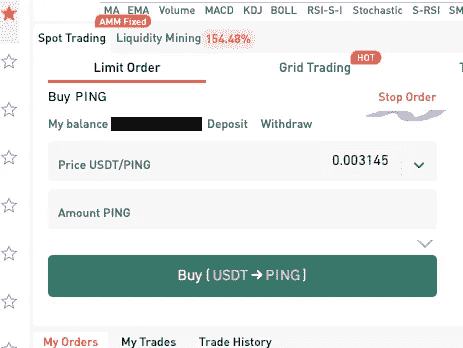 MA EMA Volume MACD KDJ BOLL RSI-S-I Stochastic S-RSI
AMM Fixed
Spot Trading Liquidity Mining 154.48%
HOT
Limit Order Grid Trading
Buy PING Stop Order
My balance Deposit Withdraw
Price USDT/PING 0.003145
Amount PING
Buy ( USDT → PING )
My Orders My Trades Trade History